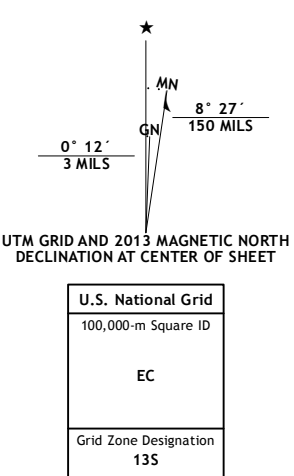 ★
MN
8° 27´
150 MILS
GN
0° 12´
3 MILS
UTM GRID AND 2013 MAGNETIC NORTH
DECLINATION AT CENTER OF SHEET
U.S. National Grid
100,000-m Square ID
EC
Grid Zone Designation
13S